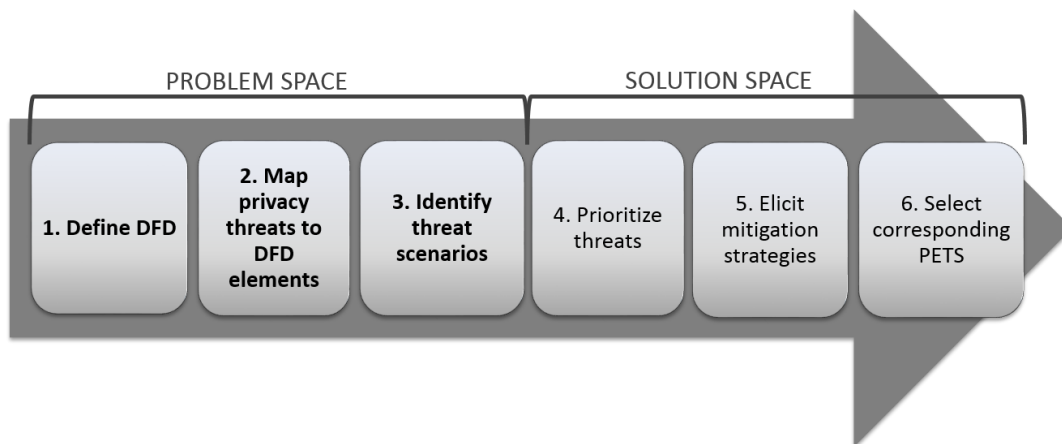 PROBLEM SPACE
SOLUTION SPACE
1. Define DFD
2. Map
privacy
threats to
DFD
elements
3. Identify
threat
scenarios
4. Prioritize
threats
5. Elicit
mitigation
strategies
6. Select
corresponding
PETS